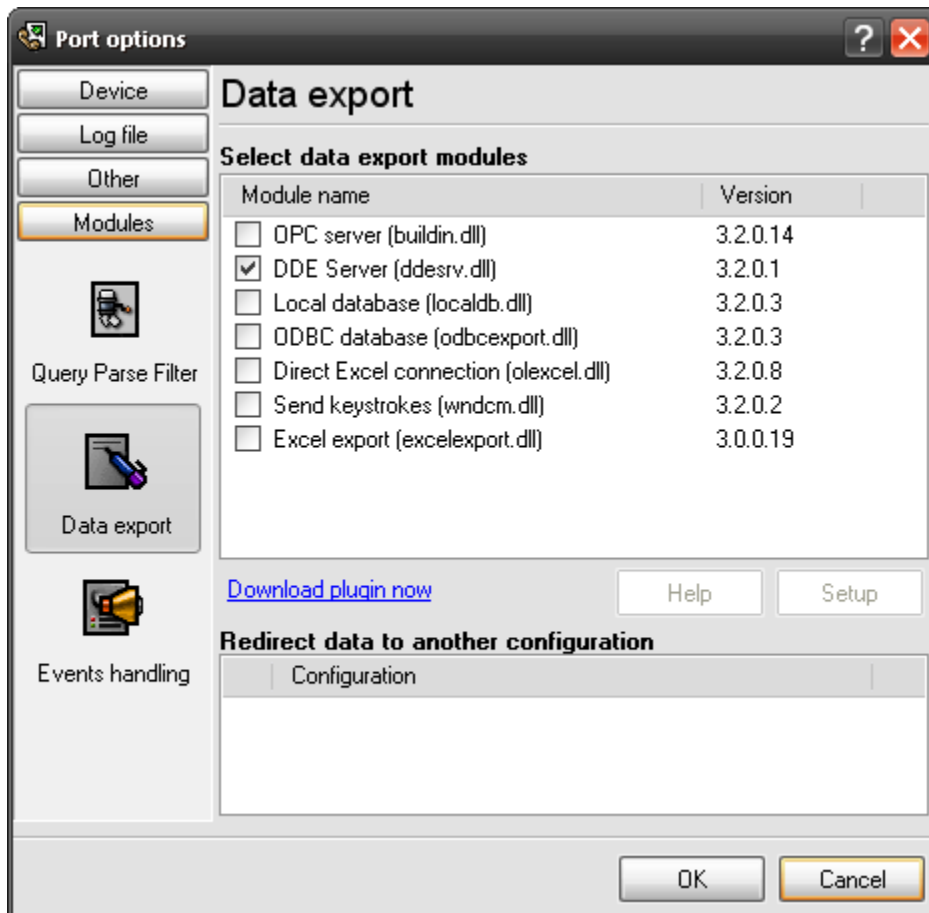 Port options
?
Device
Log file
Other
Modules
Query Parse Filter
Data export
Events handling
Data export
Select data export modules
Module name Version
OPC server (buildin.dll) 3.2.0.14
DDE Server (ddesrv.dll) 3.2.0.1
Local database (localdb.dll) 3.2.0.3
ODBC database (odbcexport.dll) 3.2.0.3
Direct Excel connection (olexcel.dll) 3.2.0.8
Send keystrokes (wndcm.dll) 3.2.0.2
Excel export (excelexport.dll) 3.0.0.19
Download plugin now Help Setup
Redirect data to another configuration
Configuration
OK Cancel